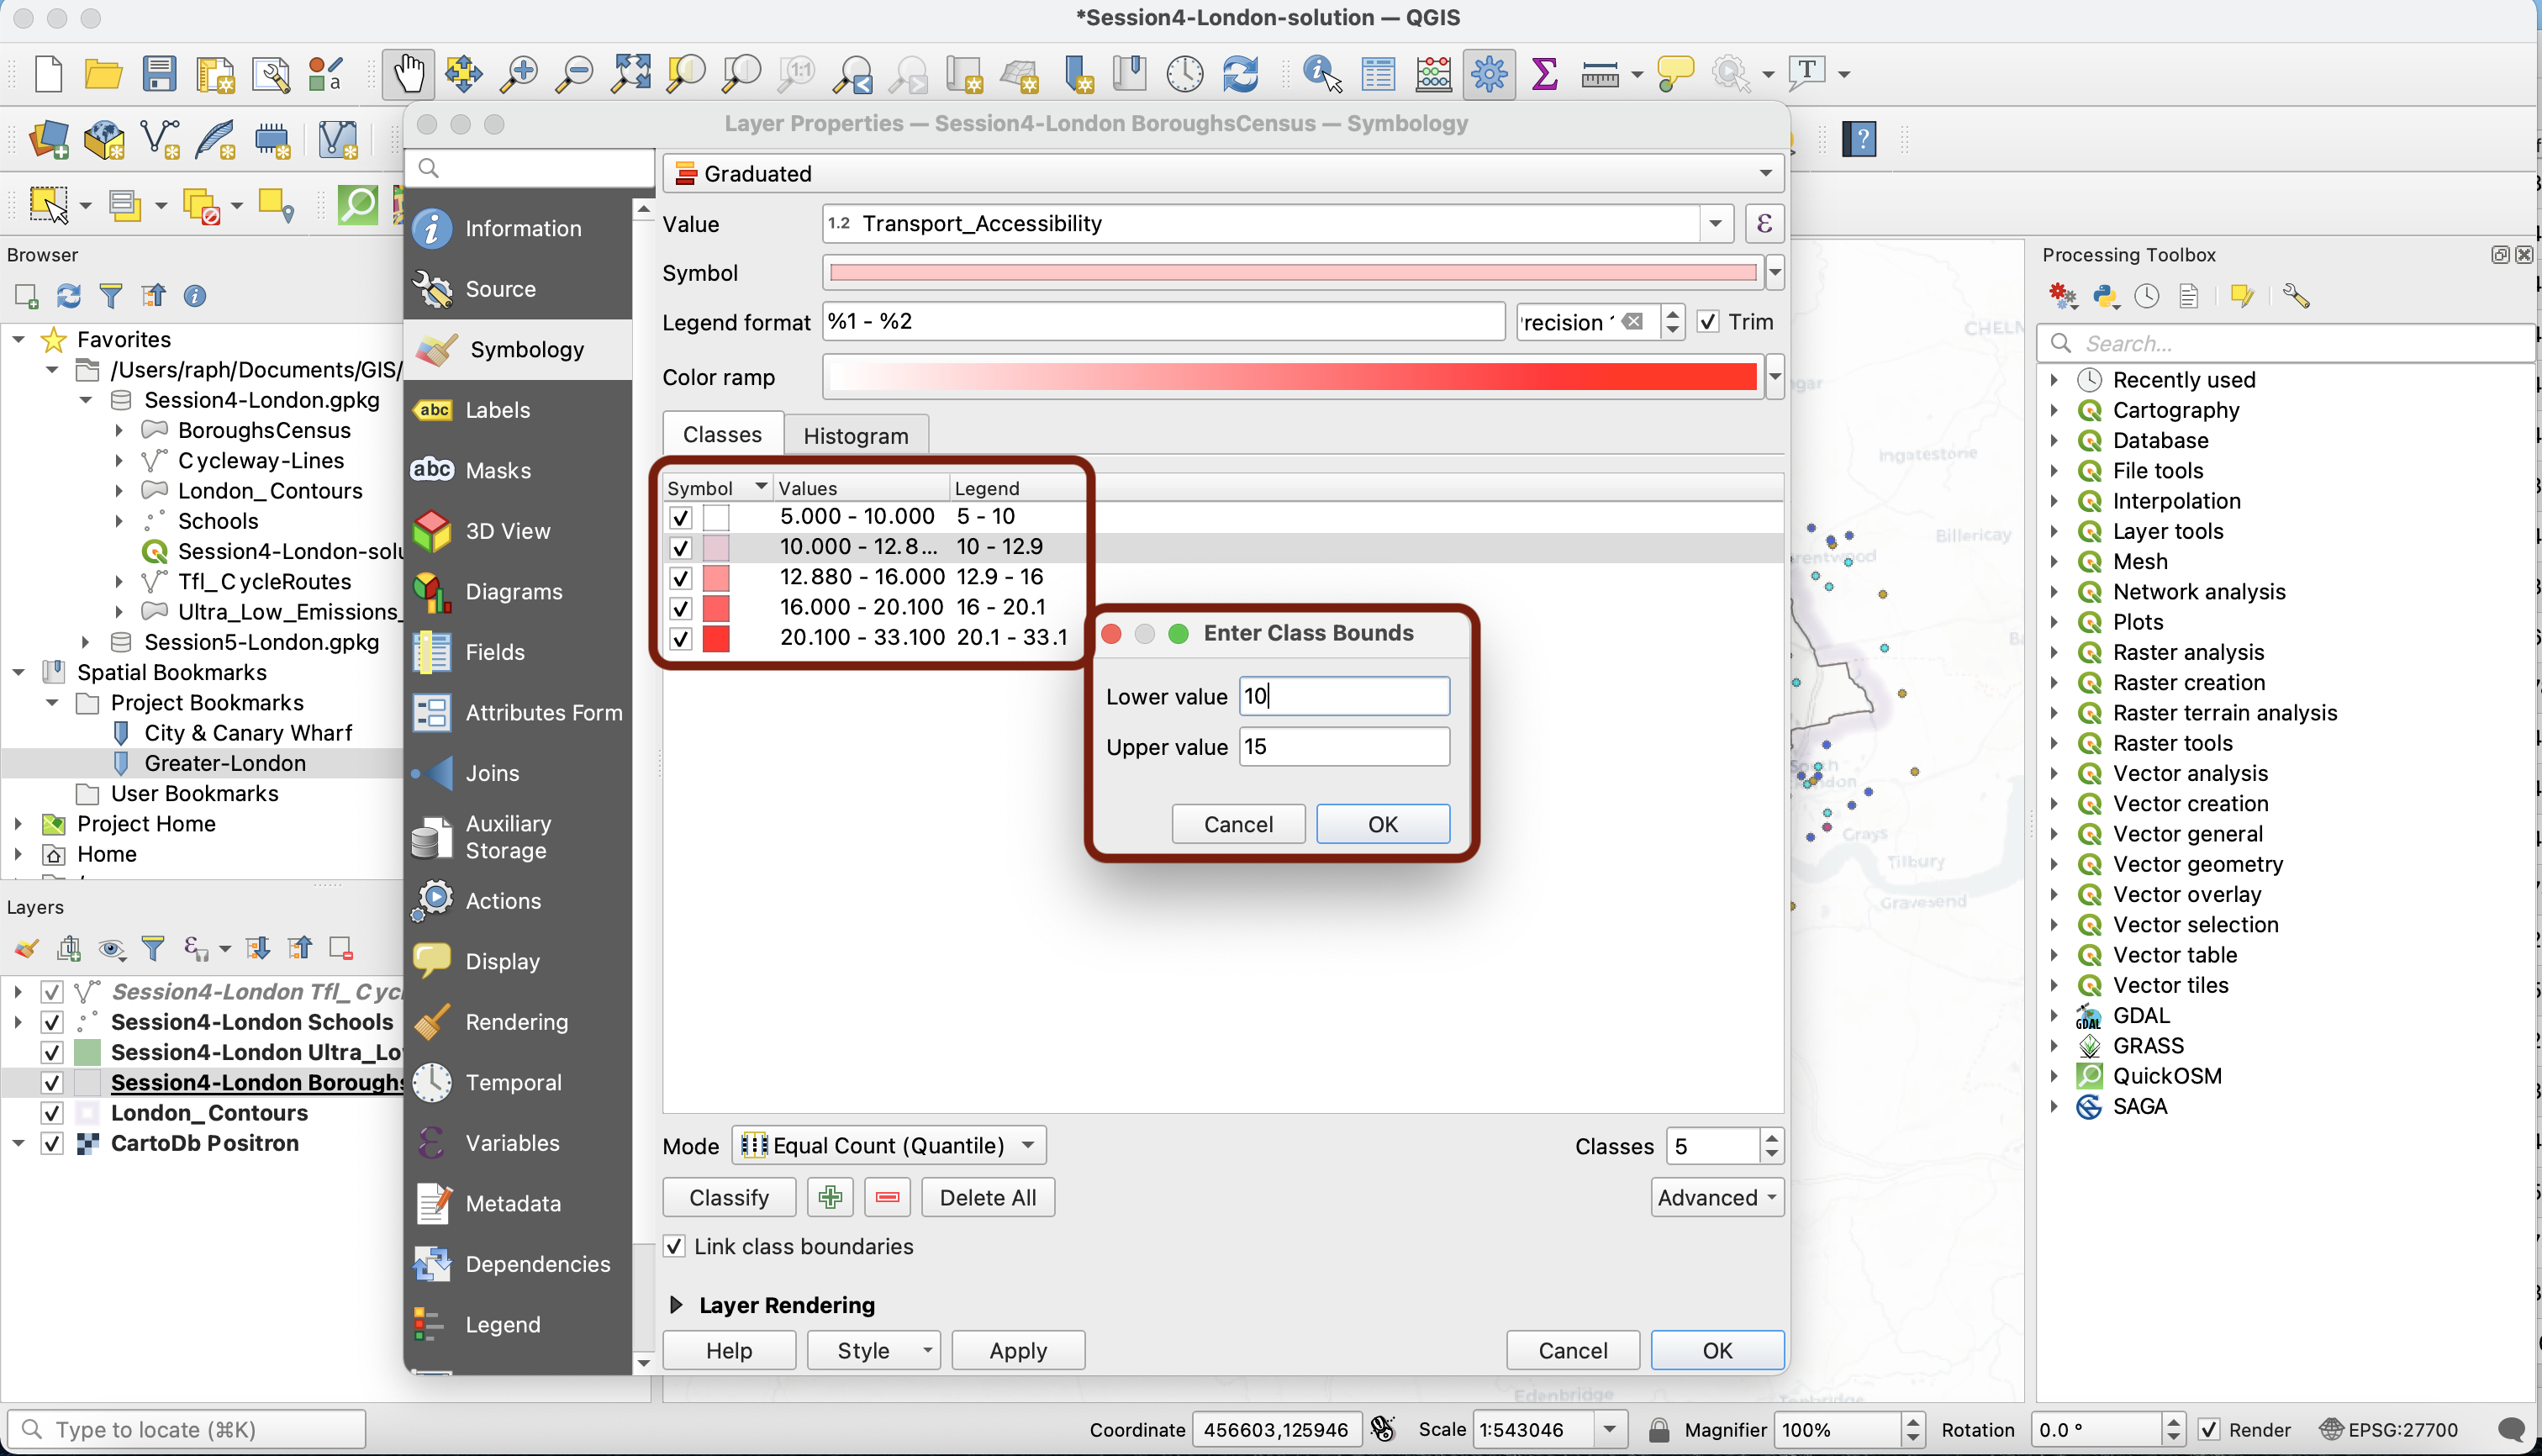 *Session4-London-solution — QGIS
Layer Properties — Session4-London BoroughsCensus — Symbology
Information
Source
Symbology
Labels
Masks
3D View
Diagrams
Fields
Attributes Form
Joins
Auxiliary
Storage
Actions
Display
Rendering
Temporal
Variables
Metadata
Dependencies
Legend
Graduated
Value
1.2 Transport_Accessibility
ε
Symbol
Legend format
%1 - %2
Trim
Color ramp
Classes
Histogram
Symbol Values Legend
5.000 - 10.000 5 - 10
10.000 - 12.8… 10 - 12.9
12.880 - 16.000 12.9 - 16
16.000 - 20.100 16 - 20.1
20.100 - 33.100 20.1 - 33.1
Enter Class Bounds
Lower value 10
Upper value 15
Cancel OK
Mode Equal Count (Quantile)
Classes 5
Classify
Delete All
Advanced
Link class boundaries
Layer Rendering
Help Style Apply
Cancel OK
Browser
Favorites
/Users/raph/Documents/GIS/
Session4-London.gpkg
BoroughsCensus
Cycleway-Lines
London_Contours
Schools
Session4-London-solu
Tfl_CycleRoutes
Ultra_Low_Emissions_
Session5-London.gpkg
Spatial Bookmarks
Project Bookmarks
City & Canary Wharf
Greater-London
User Bookmarks
Project Home
Home
Layers
Session4-London Tfl_Cycl
Session4-London Schools
Session4-London Ultra_Lo
Session4-London Boroughs
London_Contours
CartoDb Positron
Ingatestone
Billericay
Grays
Tilbury
Gravesend
Edenbridge
Processing Toolbox
Search...
Recently used
Cartography
Database
File tools
Interpolation
Layer tools
Mesh
Network analysis
Plots
Raster analysis
Raster creation
Raster terrain analysis
Raster tools
Vector analysis
Vector creation
Vector general
Vector geometry
Vector overlay
Vector selection
Vector table
Vector tiles
GDAL
GRASS
QuickOSM
SAGA
Type to locate (⌘K)
Coordinate 456603,125946
Scale 1:543046
Magnifier 100%
Rotation 0.0 °
Render
EPSG:27700